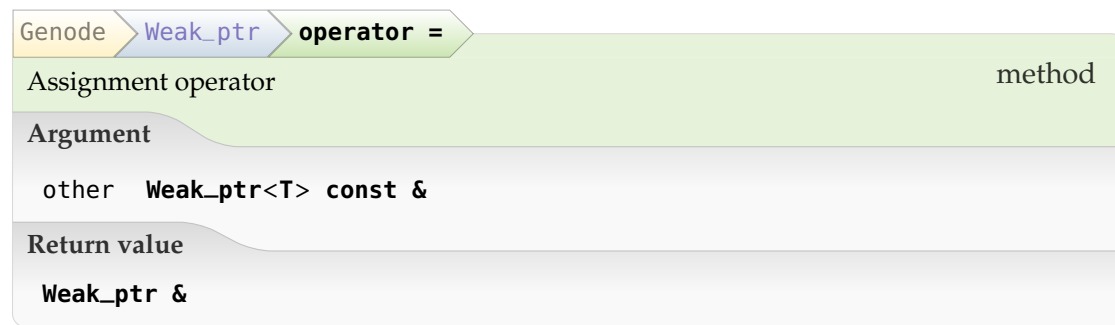 Genode Weak_ptr operator =
Assignment operator method
Argument
other Weak_ptr<T> const &
Return value
Weak_ptr &